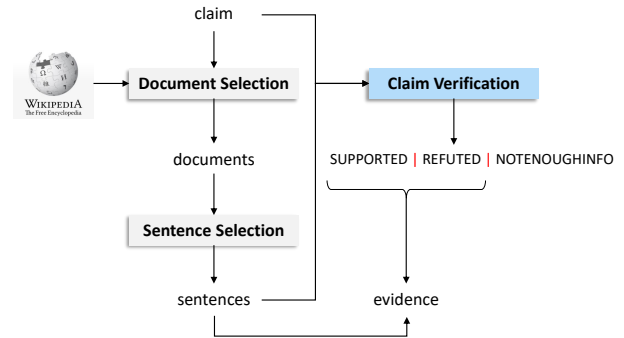 claim
WIKIPEDIA
The Free Encyclopedia
Document Selection
Claim Verification
documents
SUPPORTED | REFUTED | NOTENOUGHINFO
Sentence Selection
sentences
evidence